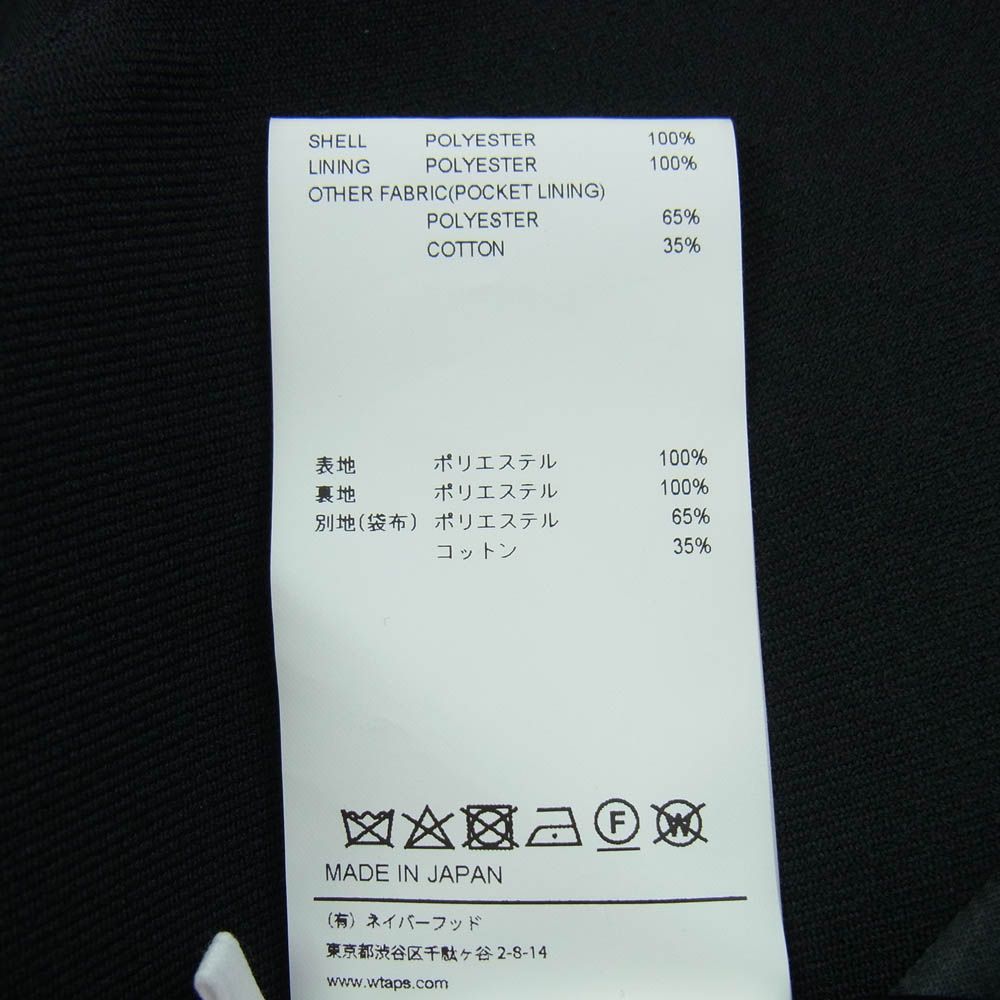 SHELL POLYESTER 100%
LINING POLYESTER 100%
OTHER FABRIC(POCKET LINING)
POLYESTER 65%
COTTON 35%
表地 ポリエステル 100%
裏地 ポリエステル 100%
別地(袋布) ポリエステル 65%
コットン 35%
F W
MADE IN JAPAN
(有) ネイバーフッド
東京都渋谷区千駄ヶ谷 2-8-14
www.wtaps.com